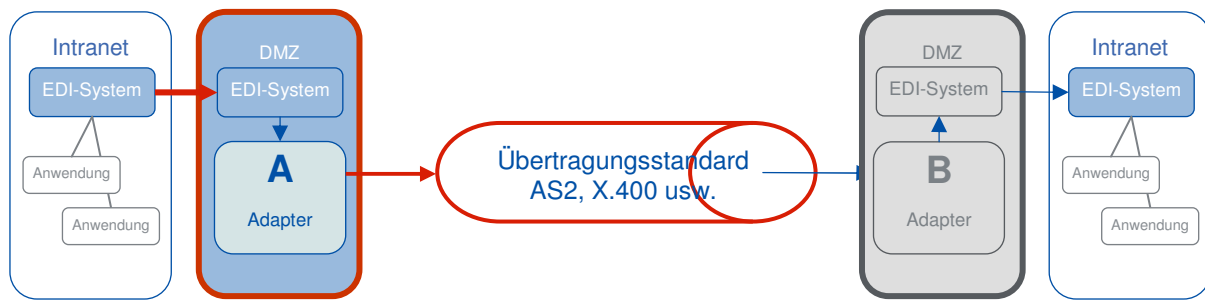 Intranet
EDI-System
Anwendung
Anwendung
DMZ
EDI-System
A
Adapter
Übertragungsstandard
AS2, X.400 usw.
DMZ
EDI-System
B
Adapter
Intranet
EDI-System
Anwendung
Anwendung